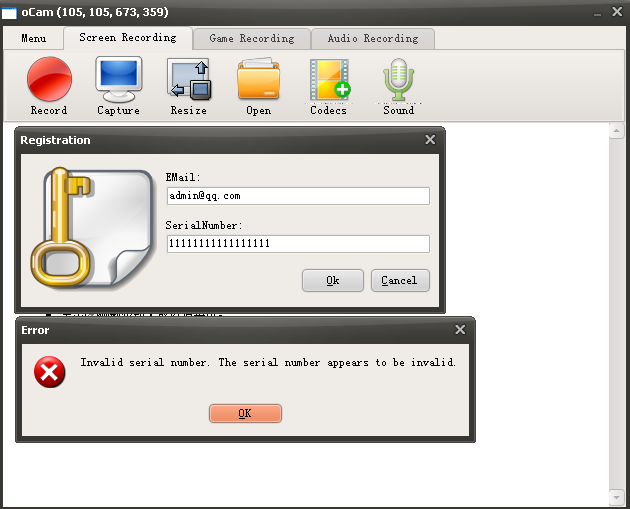 oCam (105, 105, 673, 359)
Menu Screen Recording Game Recording Audio Recording
Record Capture Resize Open Codecs Sound
Registration
EMail:
admin@qq.com
SerialNumber:
11111111111111111
Ok Cancel
Error
Invalid serial number. The serial number appears to be invalid.
OK